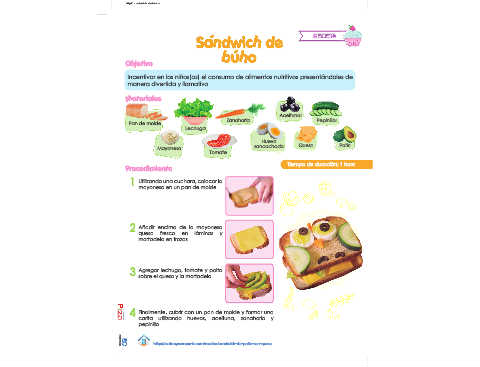 RECETA
Sándwich de
búho
Objetivo
Incentivar en los niños(as) el consumo de alimentos nutritivos presentándoles de
manera divertida y llamativa
Materiales
Pan de molde
Lechuga
Zanahoria
Aceituna
Pepinillo
Mayonesa
Tomate
Huevo
sancochado
Queso
Palta
Procedimiento
Tiempo de duración: 1 hora
1 Utilizando una cuchara, colocar la
mayonesa en un pan de molde
2 Añadir encima de la mayonesa
queso fresco en láminas y
mortadela en trozos
3 Agregar lechuga, tomate y palta
sobre el queso y la mortadela
4 Finalmente, cubrir con un pan de molde y formar una
carita utilizando huevos, aceituna, zanahoria y
pepinillo